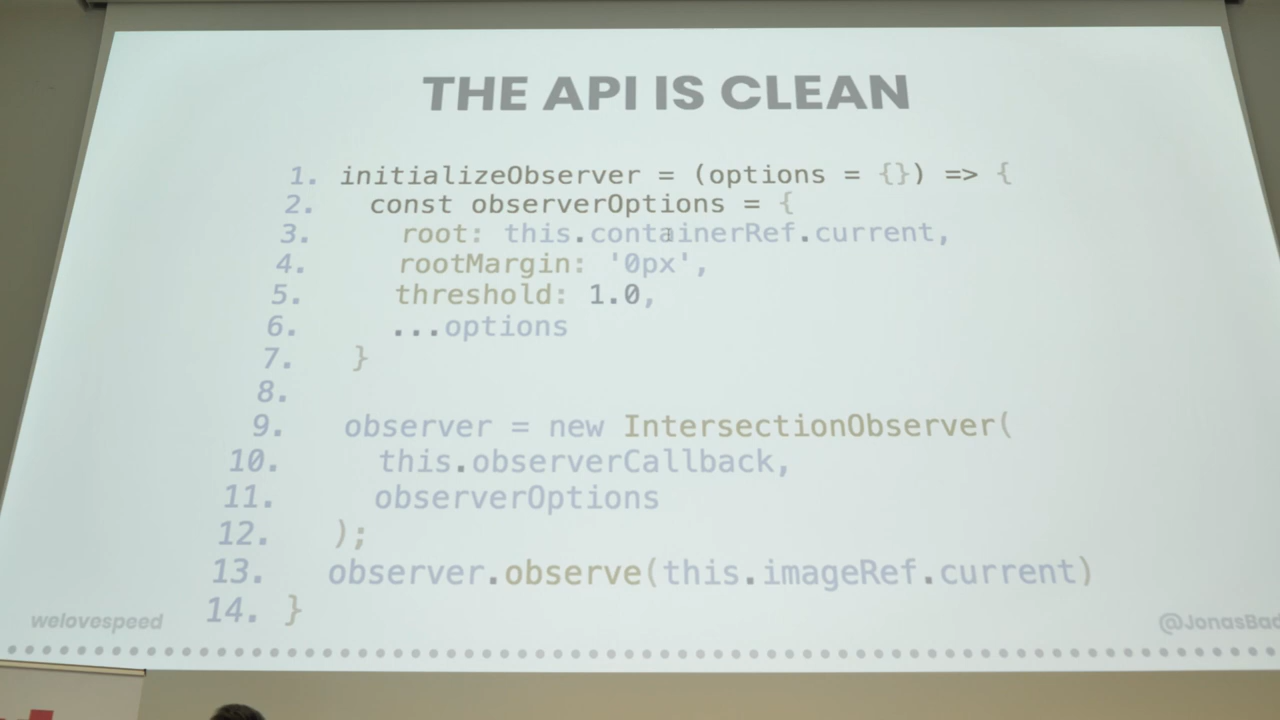 THE API IS CLEAN
1. initializeObserver = (options = {}) => {
2. const observerOptions = {
3. root: this.containerRef.current,
4. rootMargin: '0px',
5. threshold: 1.0,
6. ...options
7. }
8.
9. observer = new IntersectionObserver(
10. this.observerCallback,
11. observerOptions
12. );
13. observer.observe(this.imageRef.current)
14. }
welovespeed
@JonasBad